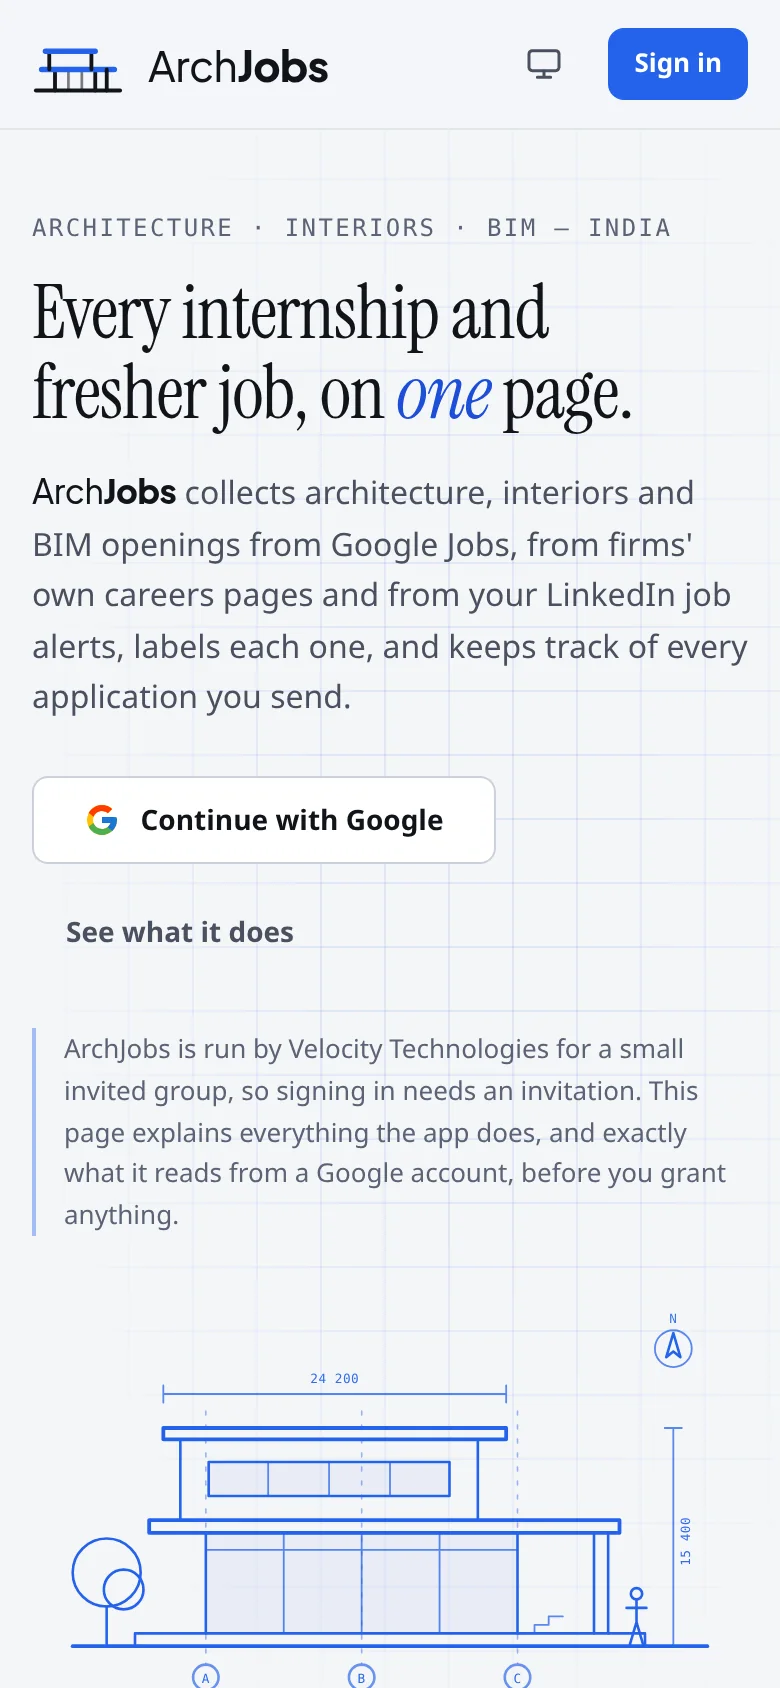 ArchJobs
Sign in
ARCHITECTURE · INTERIORS · BIM — INDIA
Every internship and
fresher job, on one page.
ArchJobs collects architecture, interiors and
BIM openings from Google Jobs, from firms'
own careers pages and from your LinkedIn job
alerts, labels each one, and keeps track of every
application you send.
Continue with Google
See what it does
ArchJobs is run by Velocity Technologies for a small
invited group, so signing in needs an invitation. This
page explains everything the app does, and exactly
what it reads from a Google account, before you grant
anything.
N
24 200
15 400
A
B
C